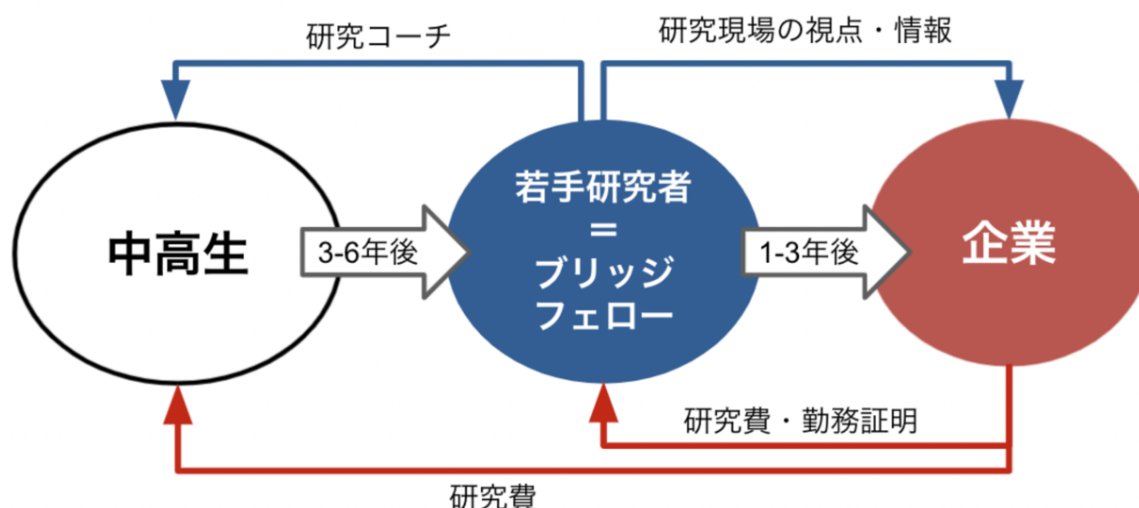 研究コーチ
研究現場の視点・情報
中高生
3-6年後
若手研究者
=
ブリッジ
フェロー
1-3年後
企業
研究費・勤務証明
研究費